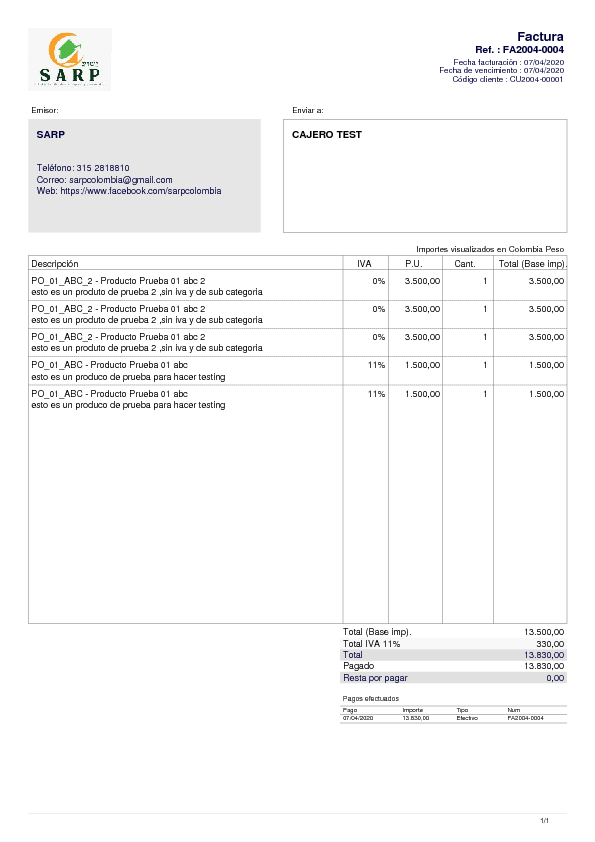 SARP
Factura
Ref. : FA2004-0004
Fecha facturación : 07/04/2020
Fecha de vencimiento : 07/04/2020
Código cliente : CU2004-00001
Emisor:
Enviar a:
SARP
Teléfono: 315 2818810
Correo: sarpcolombia@gmail.com
Web: https://www.facebook.com/sarpcolombia
CAJERO TEST
Importes visualizados en Colombia Peso
Descripción IVA P.U. Cant. Total (Base imp).
PO_01_ABC_2 - Producto Prueba 01 abc 2 0% 3.500,00 1 3.500,00
esto es un produto de prueba 2 ,sin iva y de sub categoria
PO_01_ABC_2 - Producto Prueba 01 abc 2 0% 3.500,00 1 3.500,00
esto es un produto de prueba 2 ,sin iva y de sub categoria
PO_01_ABC_2 - Producto Prueba 01 abc 2 0% 3.500,00 1 3.500,00
esto es un produto de prueba 2 ,sin iva y de sub categoria
PO_01_ABC - Producto Prueba 01 abc 11% 1.500,00 1 1.500,00
esto es un produco de prueba para hacer testing
PO_01_ABC - Producto Prueba 01 abc 11% 1.500,00 1 1.500,00
esto es un produco de prueba para hacer testing
Total (Base imp). 13.500,00
Total IVA 11% 330,00
Total 13.830,00
Pagado 13.830,00
Resta por pagar 0,00
Pagos efectuados
Pago Importe Tipo Num
07/04/2020 13.830,00 Efectivo FA2004-0004
1/1